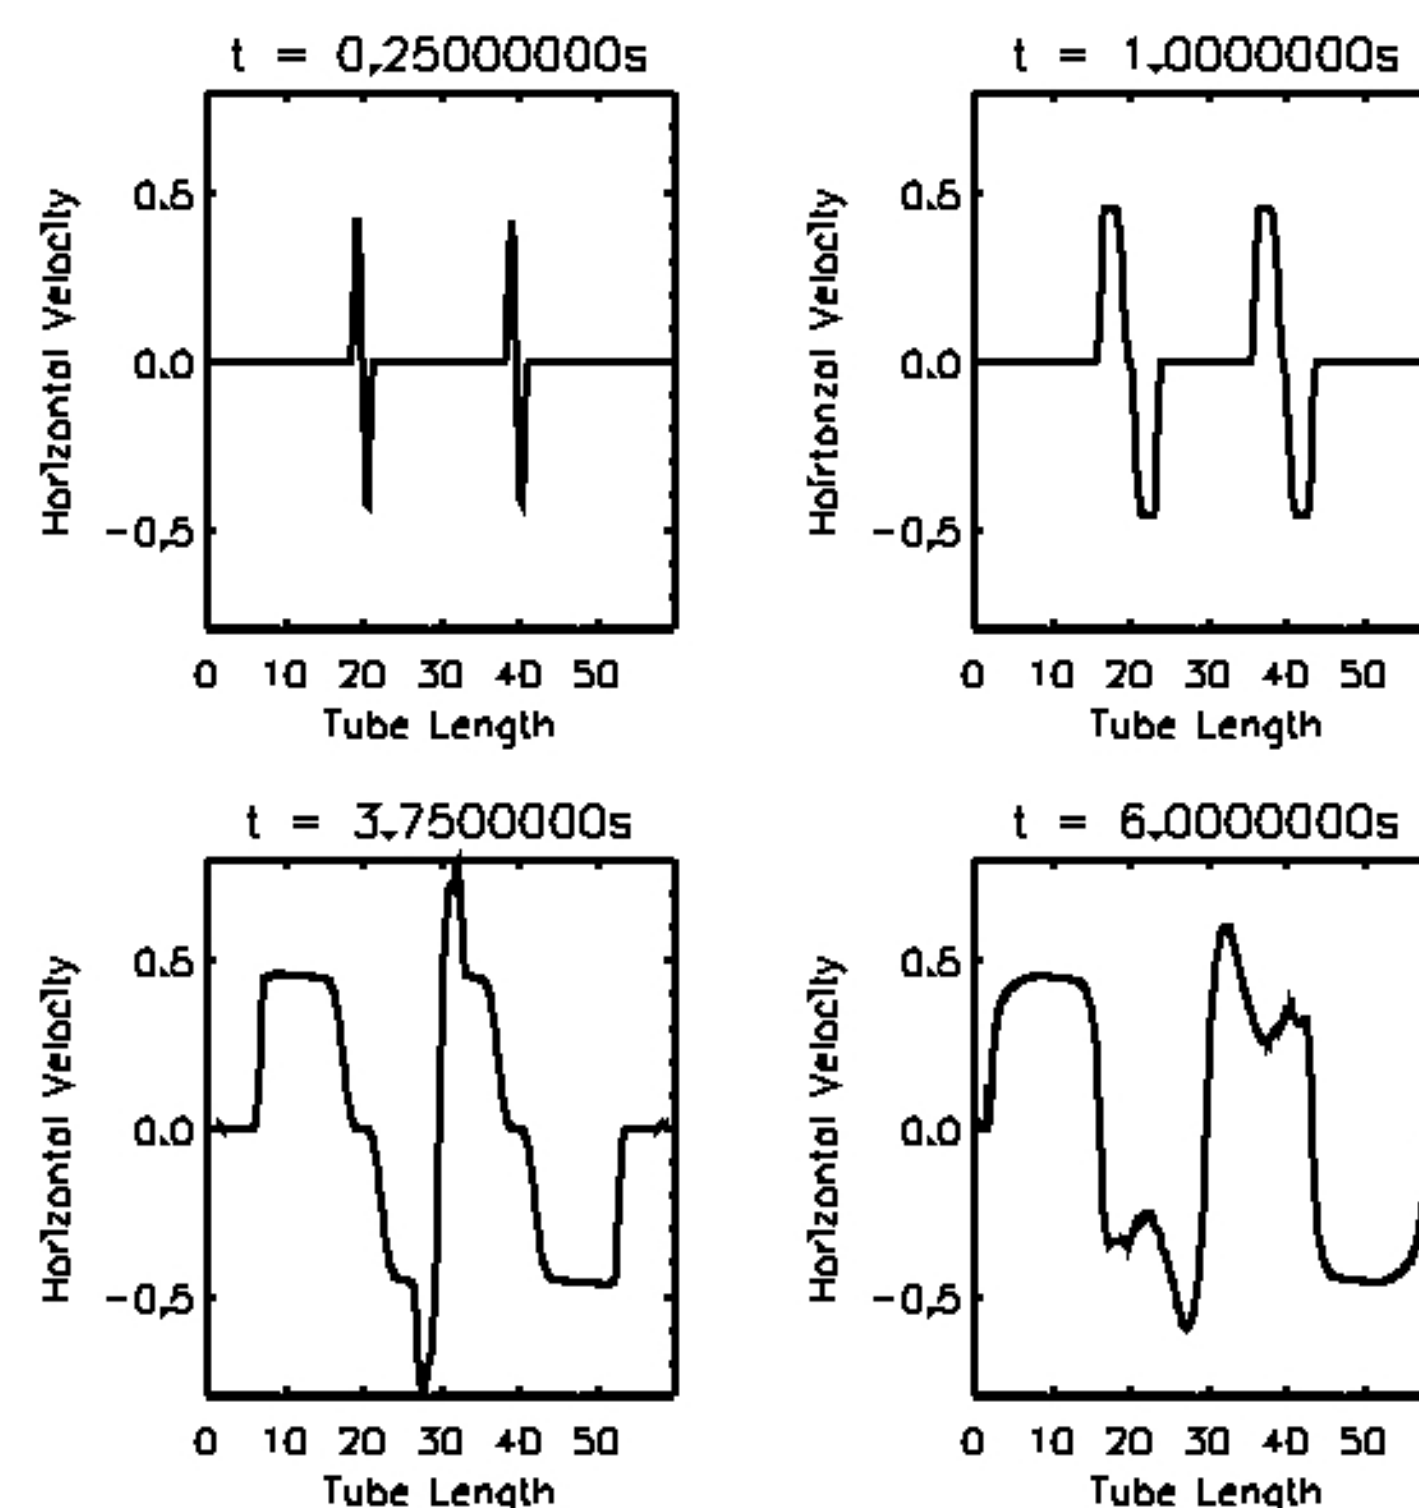 t = 0.25000000s
t = 1.0000000s
Horizontal Velocity
0.5
0.0
-0.5
0 10 20 30 40 50
Tube Length
Hoirtonzal Velocity
0.5
0.0
-0.5
0 10 20 30 40 50
Tube Length
t = 3.7500000s
t = 6.0000000s
Horizontal Velocity
0.5
0.0
-0.5
0 10 20 30 40 50
Tube Length
Horizontal Velocity
0.5
0.0
-0.5
0 10 20 30 40 50
Tube Length